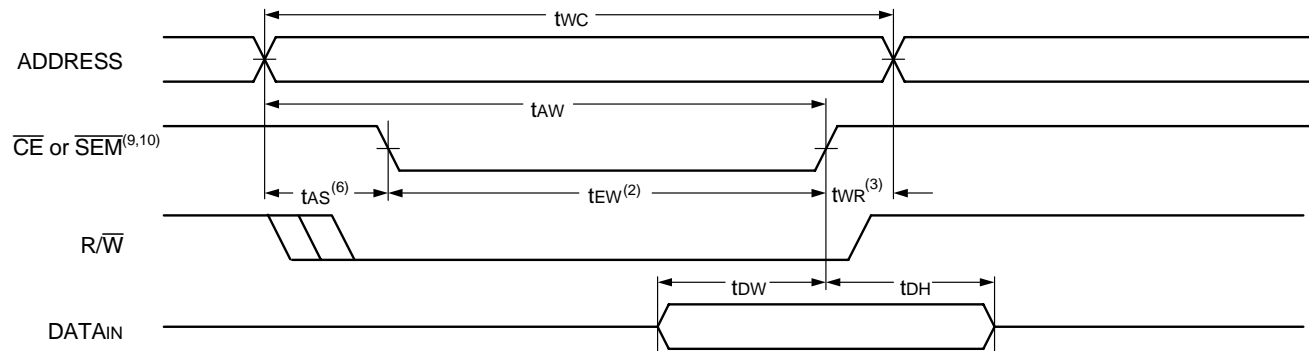 tWC
ADDRESS
tAW
CE or SEM(9,10)
tAS(6)
tEW(2)
tWR(3)
R/W
tDW
tDH
DATAIN